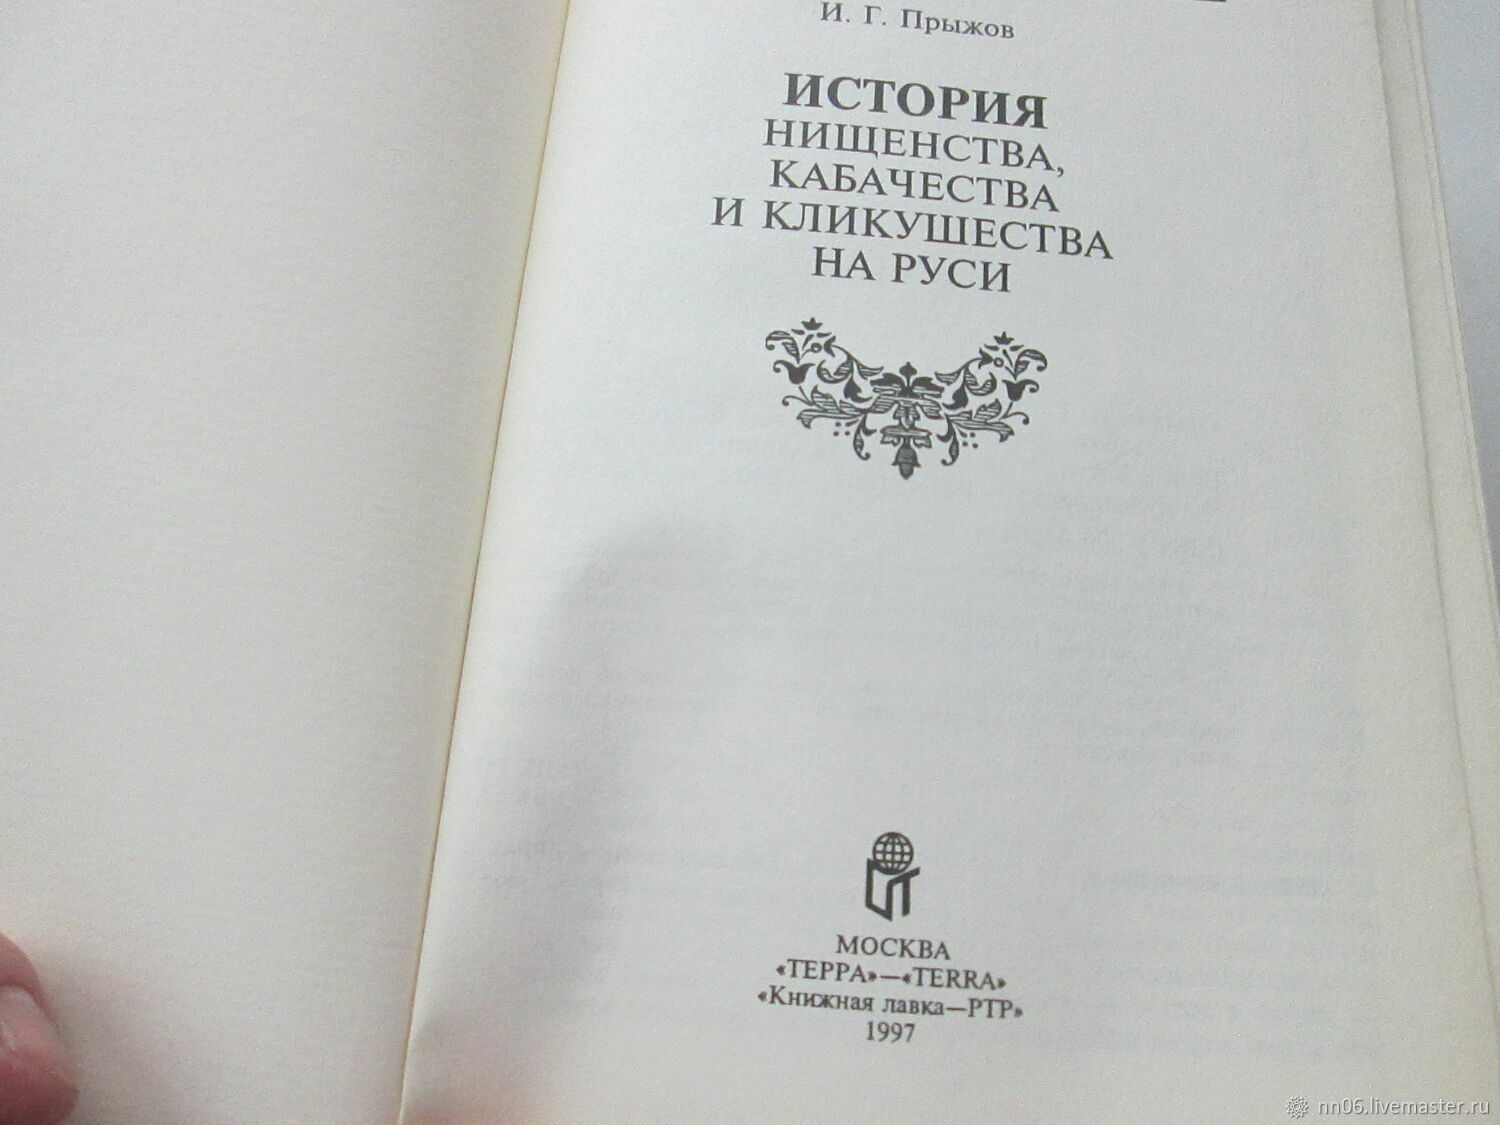 И. Г. Прыжов
ИСТОРИЯ
НИЩЕНСТВА,
КАБАЧЕСТВА
И КЛИКУШЕСТВА
НА РУСИ
МОСКВА
«ТЕРРА»—«TERRA»
«Книжная лавка—РТР»
1997
nn06.livemaster.ru